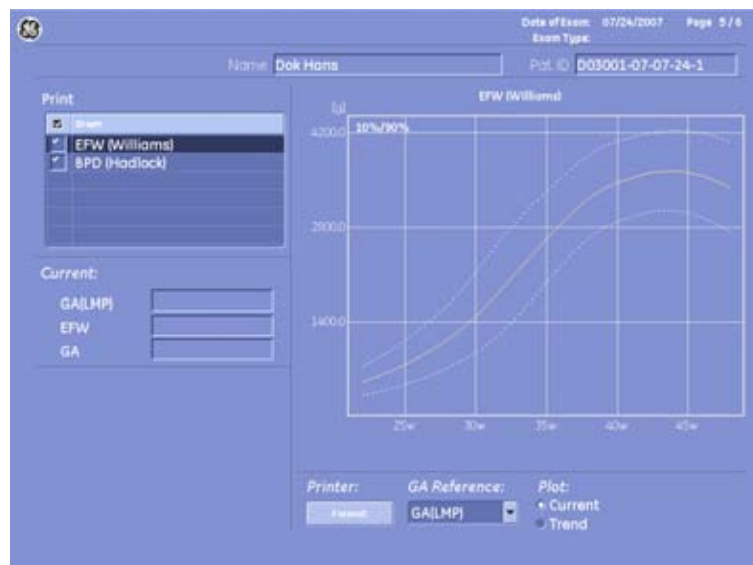 Date of Exam: 07/24/2007 Page 5/6
Exam Type:
Name Dok Hans Pat. ID D03001-07-07-24-1
Print
EFW (Williams)
BPD (Hadlock)
Current:
GA(LMP)
EFW
GA
EFW (Williams)
[g]
10%/90%
4200.0
2800.0
1400.0
25w 30w 35w 40w 45w
Printer: GA Reference: Plot:
GA(LMP)
Current
Trend